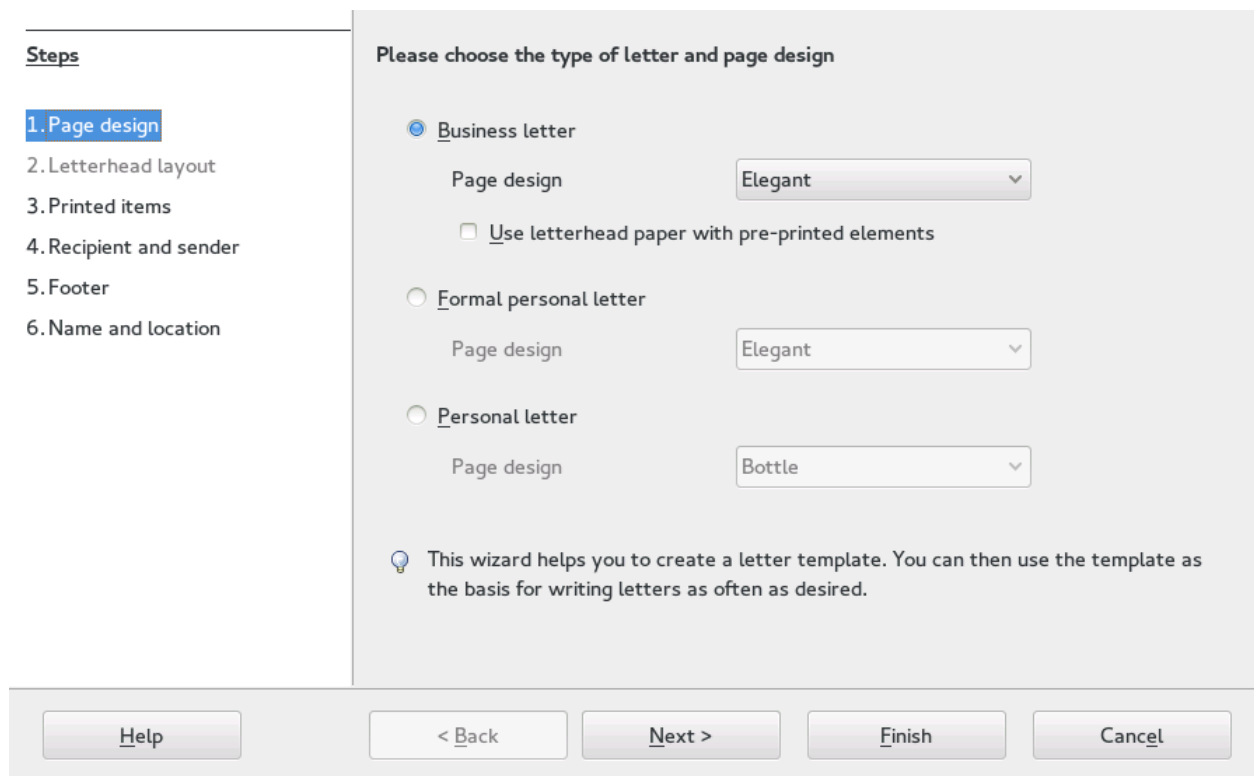 Steps
1. Page design
2. Letterhead layout
3. Printed items
4. Recipient and sender
5. Footer
6. Name and location
Please choose the type of letter and page design
Business letter
Page design Elegant
Use letterhead paper with pre-printed elements
Formal personal letter
Page design Elegant
Personal letter
Page design Bottle
This wizard helps you to create a letter template. You can then use the template as
the basis for writing letters as often as desired.
Help < Back Next > Finish Cancel